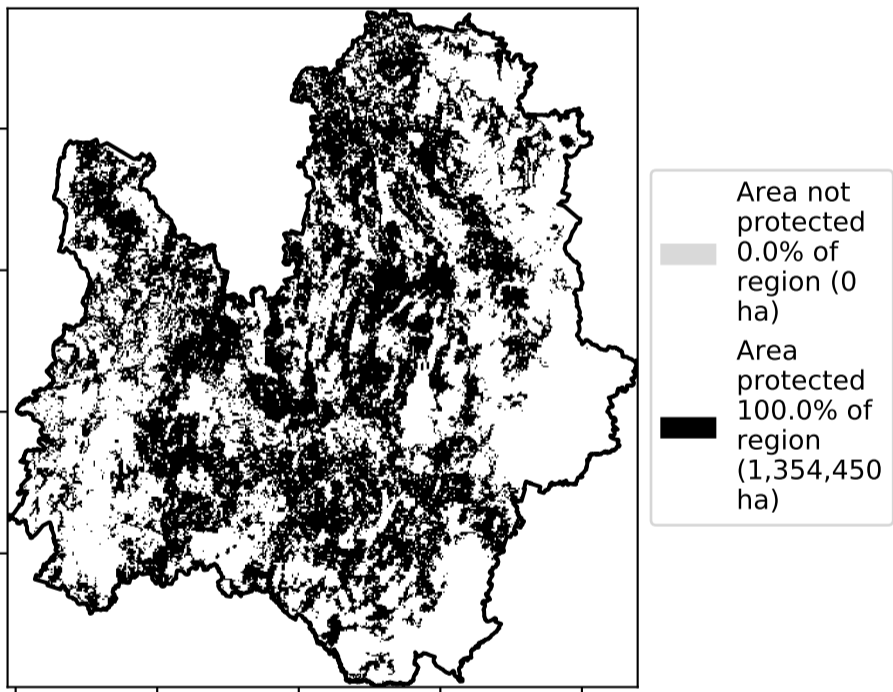 Area not
protected
0.0% of
region (0
ha)
Area
protected
100.0% of
region
(1,354,450
ha)